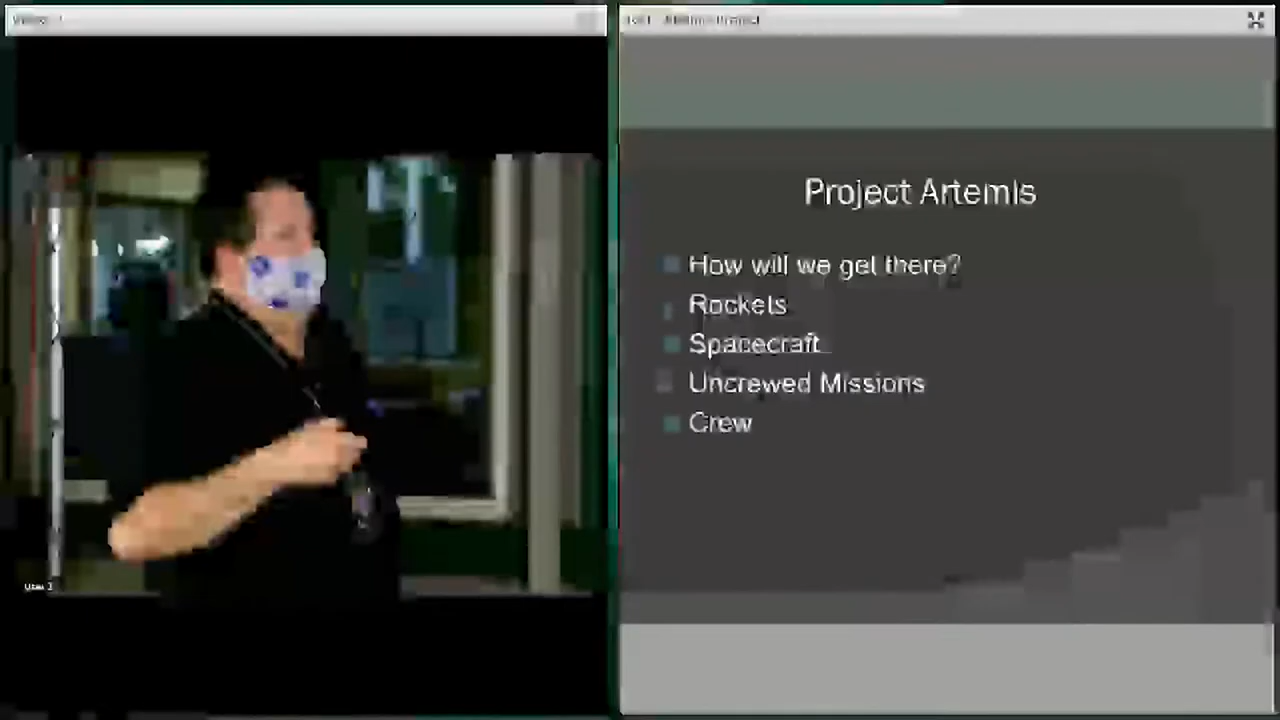 Project Artemis
How will we get there?
Rockets
Spacecraft
Uncrewed Missions
Crew